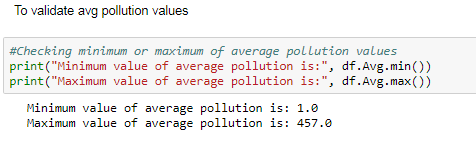 To validate avg pollution values
#Checking minimum or maximum of average pollution values
print("Minimum value of average pollution is:", df.Avg.min())
print("Maximum value of average pollution is:", df.Avg.max())
Minimum value of average pollution is: 1.0
Maximum value of average pollution is: 457.0